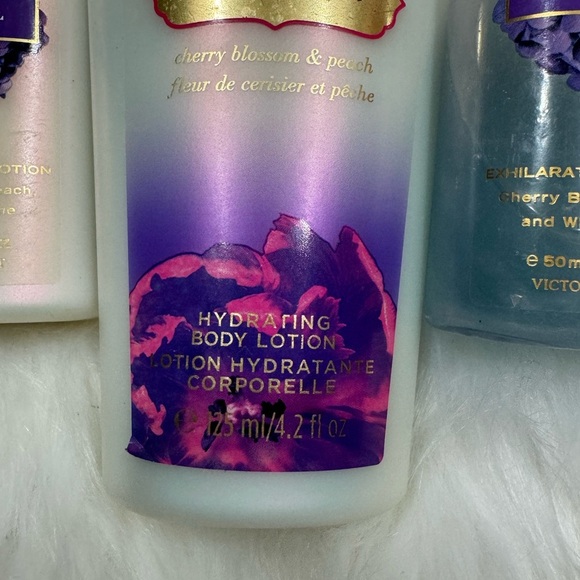 cherry blossom & peach
fleur de cerisier et pêche
HYDRATING
BODY LOTION
LOTION HYDRATANTE
CORPORELLE
e 125 ml/4.2 fl oz
OTION
each
EXHILARAT
Cherry B
and W
e 50m
VICTO